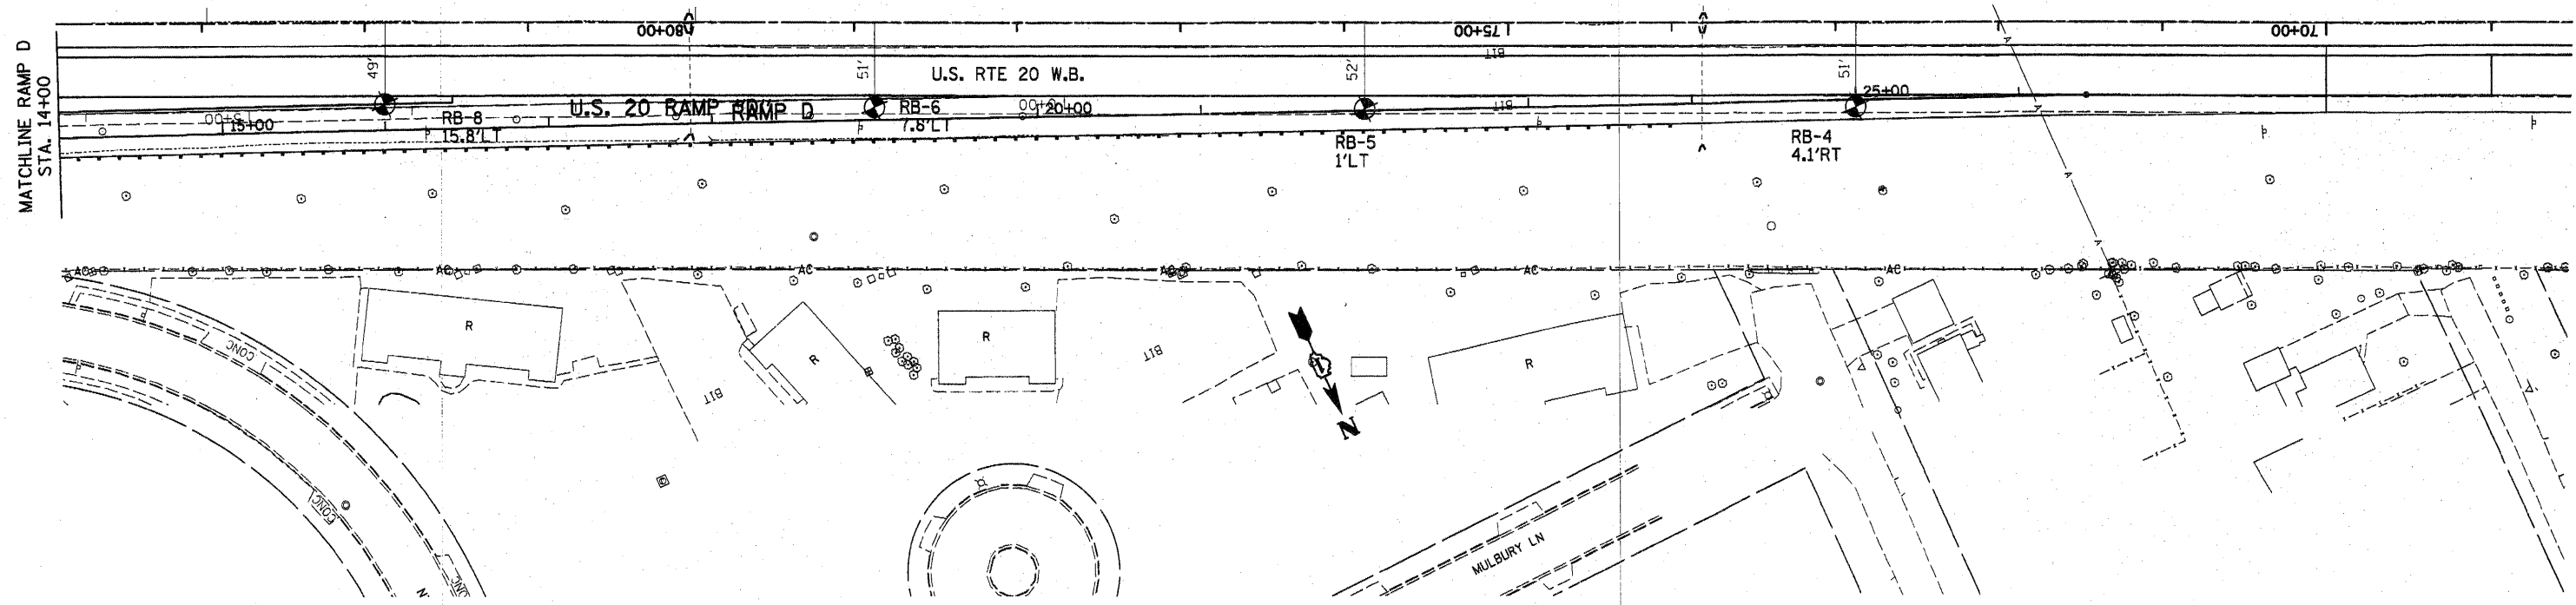 MATCHLINE RAMP D
STA. 14+00
80+00
75+00
70+00
BIT
49'
51'
52'
51'
U.S. RTE 20 W.B.
U.S. 20 RAMP
RAMP D
RB-6
7.8'LT
20+00
BIT
25+00
15+00
RB-8
15.8'LT
RB-5
1'LT
RB-4
4.1'RT
A
A
A
A
AC
AC
AC
AC
AC
AC
R
R
R
R
CONC
CONC
CONC
BIT
BIT
N
MULBURY LN